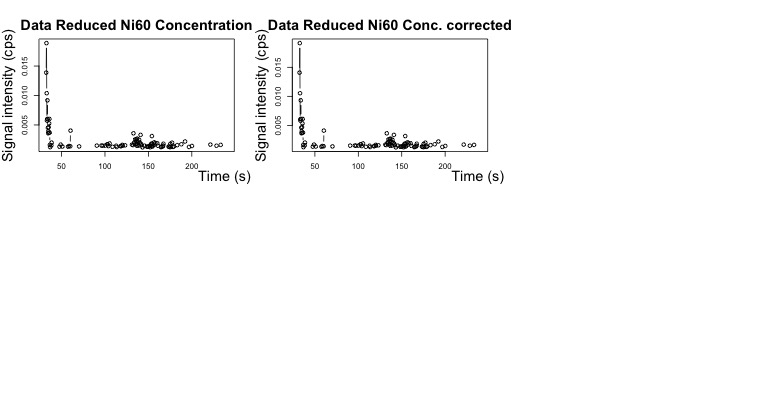 Data Reduced Ni60 Concentration
Signal intensity (cps)
0.005 0.010 0.015
50 100 150 200
Time (s)
Data Reduced Ni60 Conc. corrected
Signal intensity (cps)
0.005 0.010 0.015
50 100 150 200
Time (s)